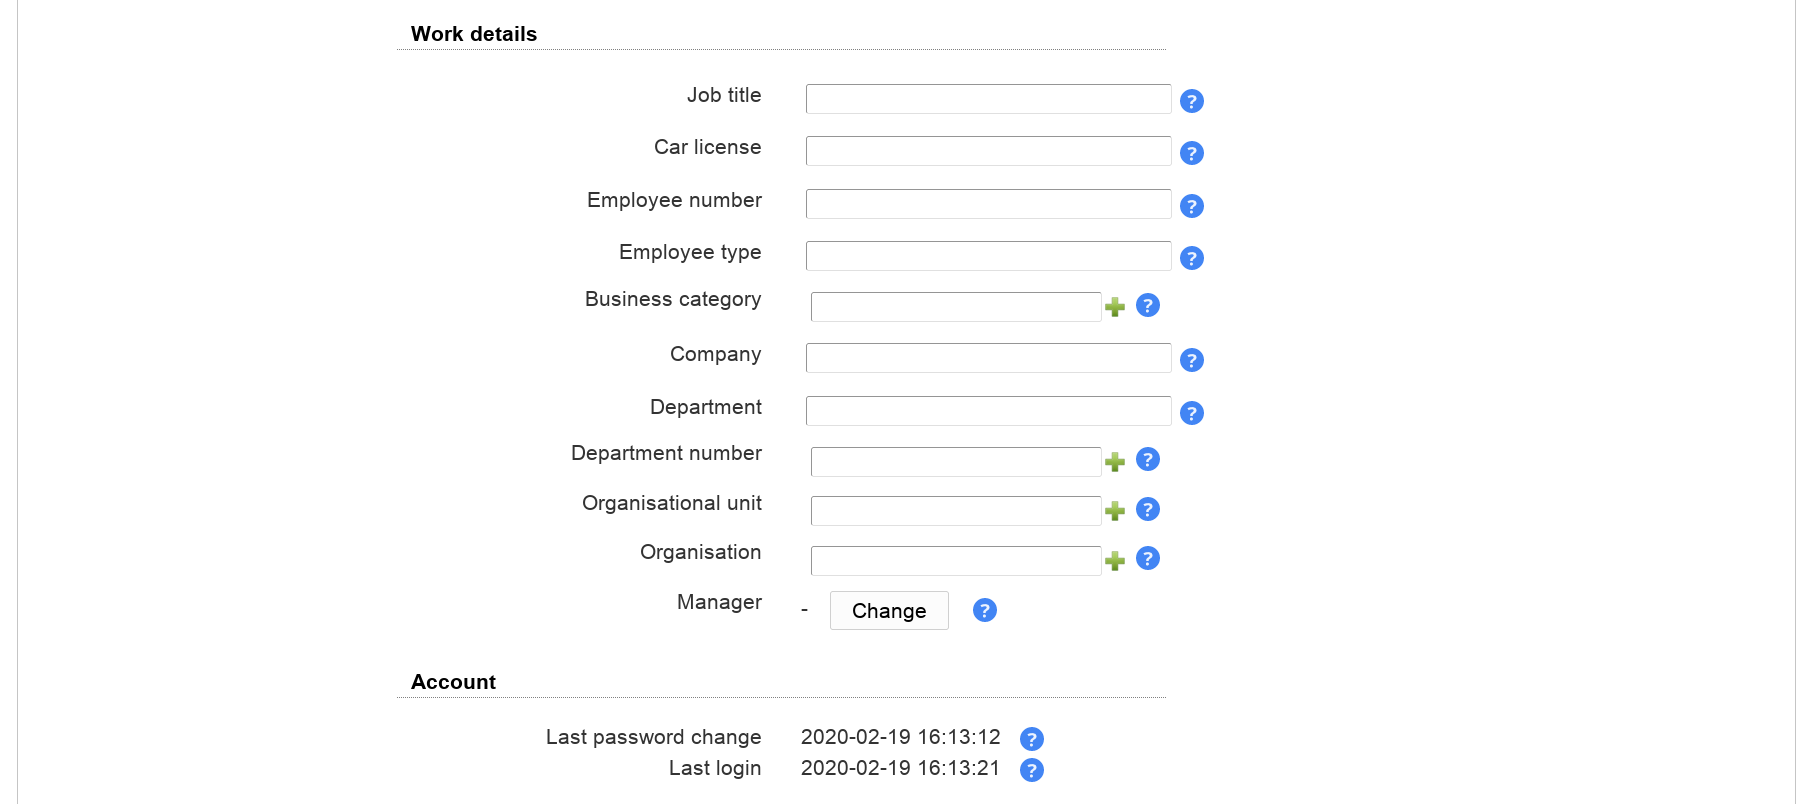 Work details
Job title ?
Car license ?
Employee number ?
Employee type ?
Business category ?
Company ?
Department ?
Department number ?
Organisational unit ?
Organisation ?
Manager - Change ?
Account
Last password change 2020-02-19 16:13:12 ?
Last login 2020-02-19 16:13:21 ?